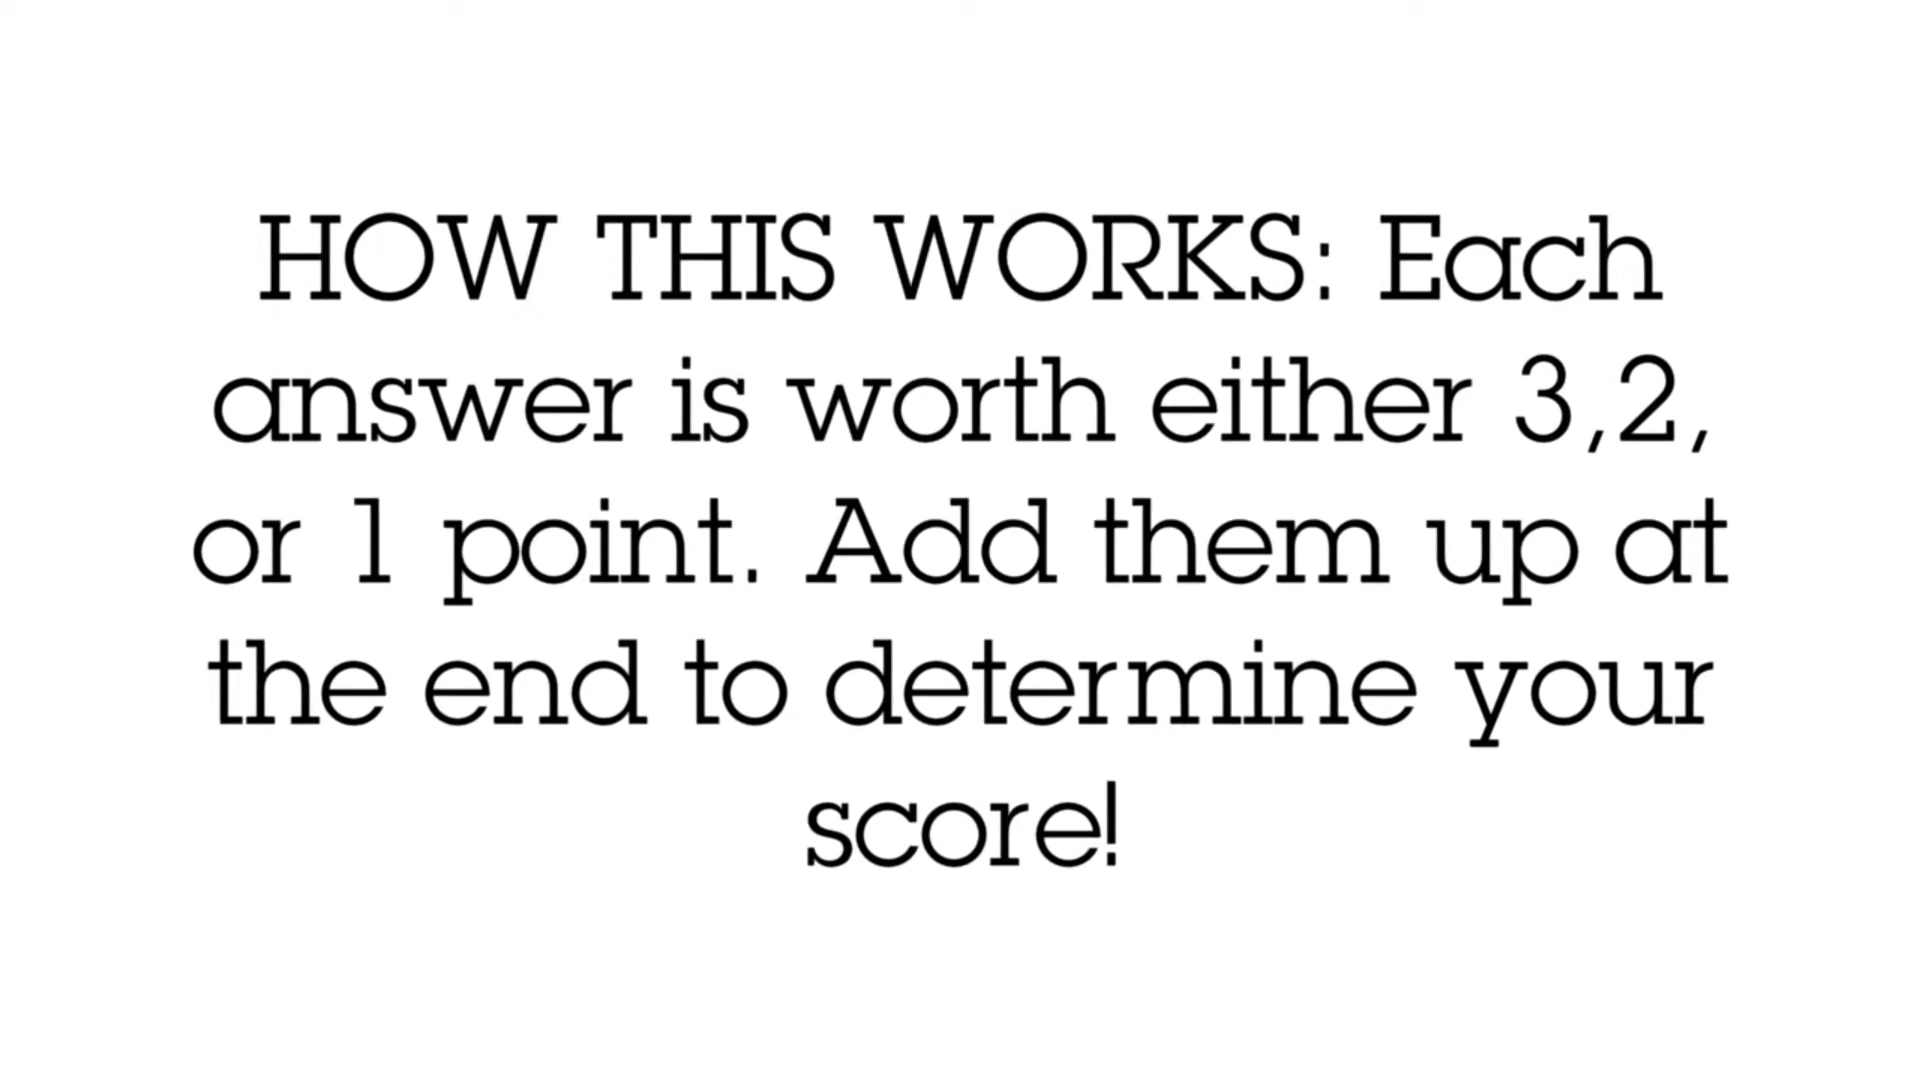 HOW THIS WORKS: Each
answer is worth either 3,2,
or 1 point. Add them up at
the end to determine your
score!